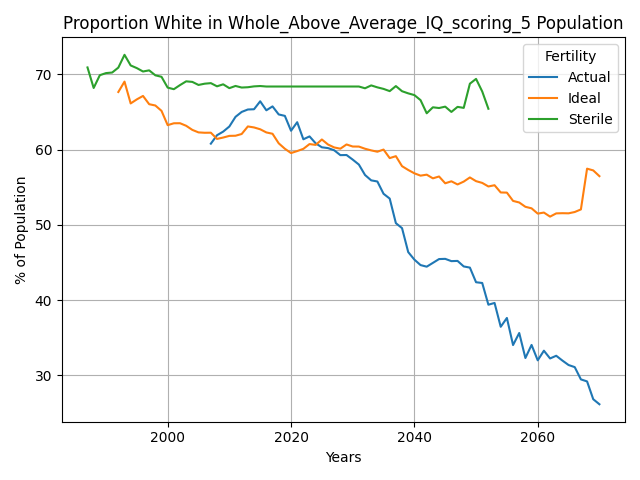 Proportion White in Whole_Above_Average_IQ_scoring_5 Population
Fertility
Actual
Ideal
Sterile
% of Population
70
60
50
40
30
2000
2020
2040
2060
Years